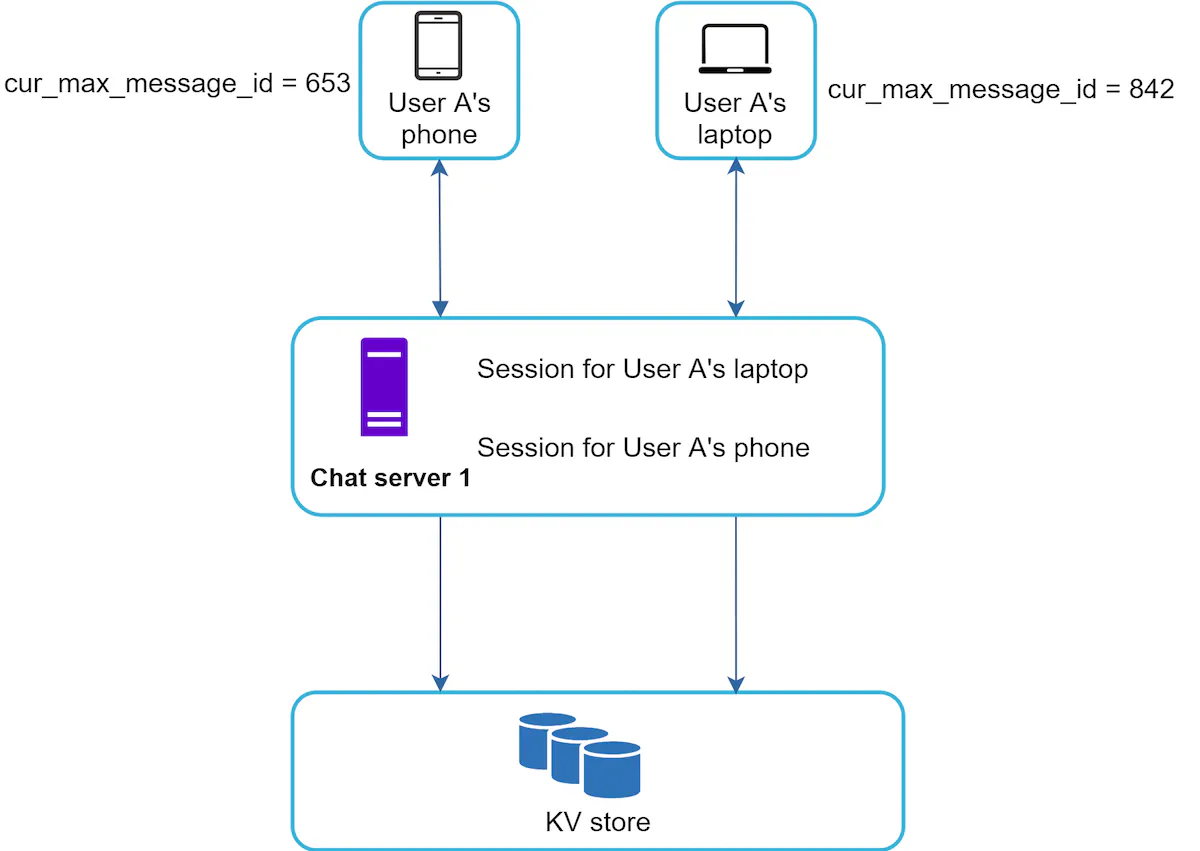 cur_max_message_id = 653
User A's
phone
User A's
laptop
cur_max_message_id = 842
Session for User A's laptop
Session for User A's phone
Chat server 1
KV store